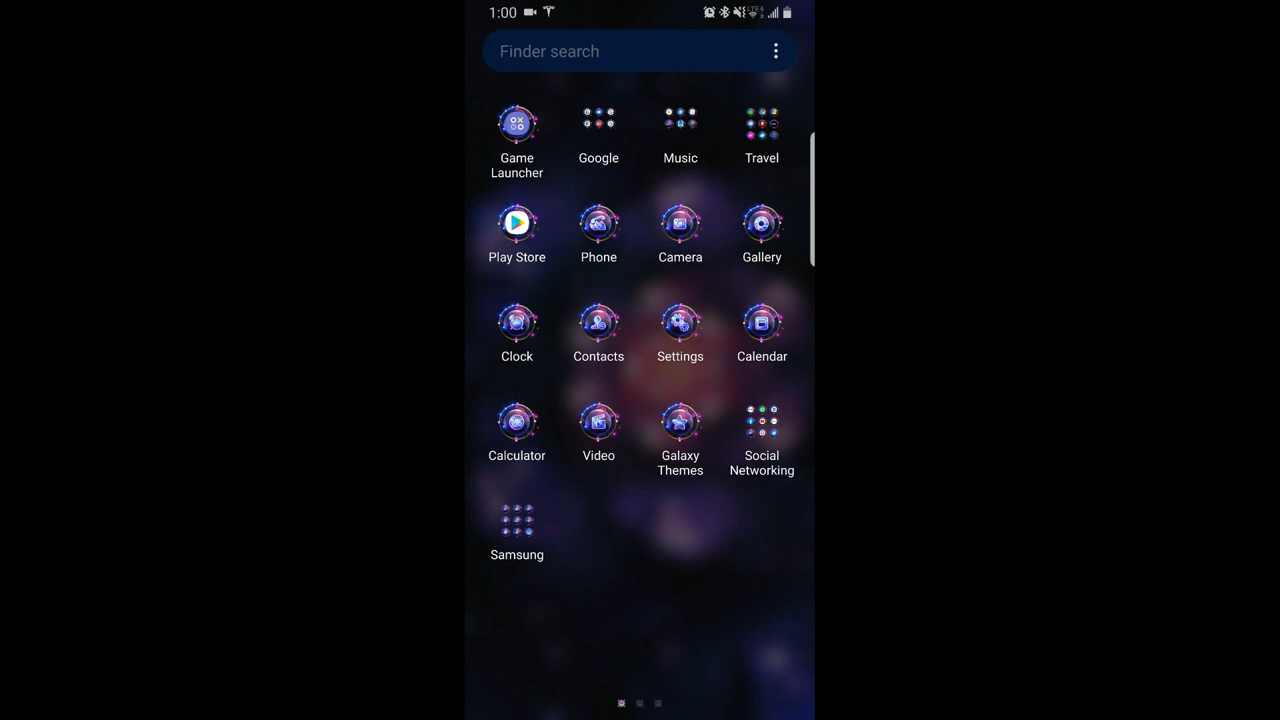 1:00
Finder search
Game
Launcher
Google
Music
Travel
Play Store
Phone
Camera
Gallery
Clock
Contacts
Settings
Calendar
Calculator
Video
Galaxy
Themes
Social
Networking
Samsung